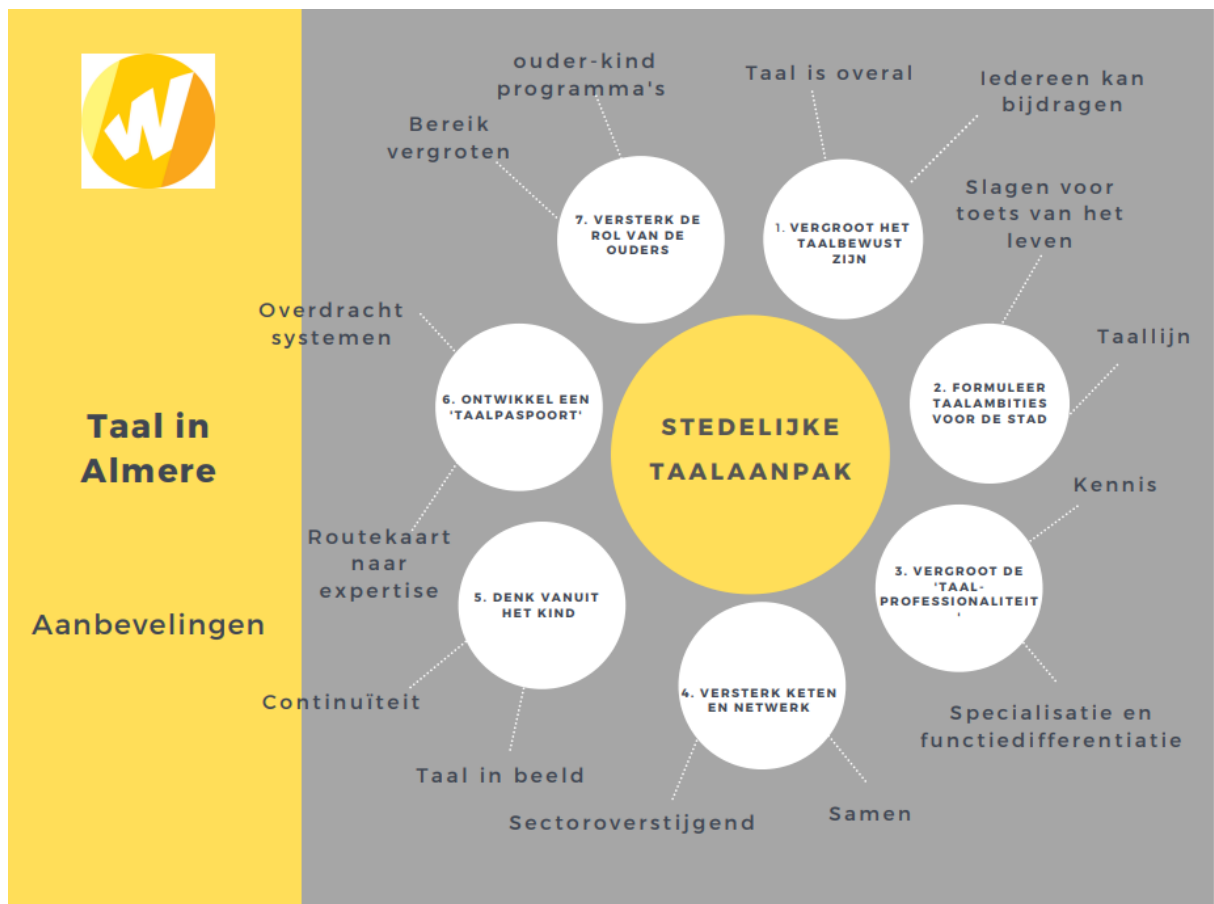 W
Taal in
Almere
Aanbevelingen
STEDELIJKE
TAALAANPAK
1. VERGROOT HET
TAALBEWUST
ZIJN
Taal is overal
Iedereen kan
bijdragen
2. FORMULEER
TAALAMBITIES
VOOR DE STAD
Slagen voor
toets van het
leven
Taallijn
3. VERGROOT DE
'TAAL-
PROFESSIONALITEIT
'
Kennis
Specialisatie en
functiedifferentiatie
4. VERSTERK KETEN
EN NETWERK
Samen
Sectoroverstijgend
5. DENK VANUIT
HET KIND
Taal in beeld
Continuïteit
6. ONTWIKKEL EEN
'TAALPASPOORT'
Routekaart
naar
expertise
Overdracht
systemen
7. VERSTERK DE
ROL VAN DE
OUDERS
Bereik
vergroten
ouder-kind
programma's